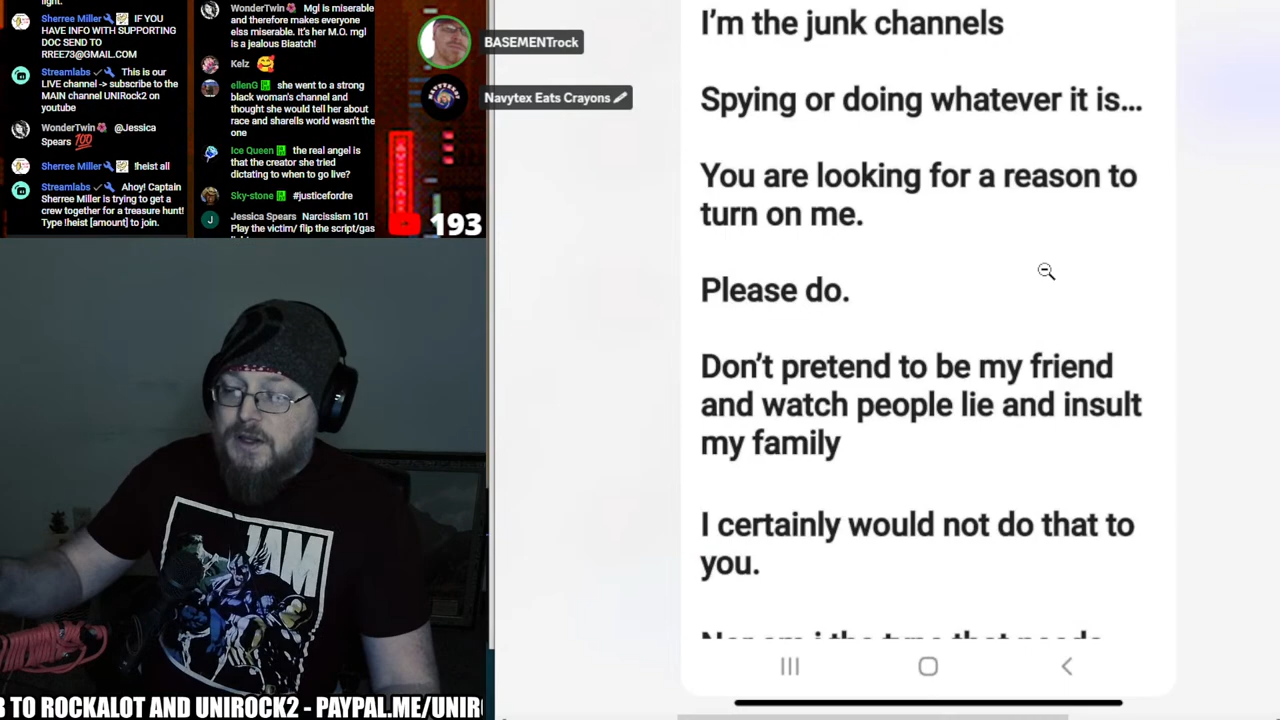 light.
Sherree Miller IF YOU
HAVE INFO WITH SUPPORTING
DOC SEND TO
RREE73@GMAIL.COM
Streamlabs This is our
LIVE channel -> subscribe to the
MAIN channel UNIRock2 on
youtube
WonderTwin @Jessica
Spears 💯
Sherree Miller !heist all
Streamlabs Ahoy! Captain
Sherree Miller is trying to get a
crew together for a treasure hunt!
Type !heist [amount] to join.
WonderTwin Mgl is miserable
and therefore makes everyone
elss miserable. It's her M.O. mgl
is a jealous Biaatch!
Kelz 🥰
ellenG she went to a strong
black woman's channel and
thought she would tell her about
race and sharells world wasn't the
one
Ice Queen the real angel is
that the creator she tried
dictating to when to go live?
Sky-stone #justicefordre
J Jessica Spears Narcissism 101
Play the victim/ flip the script/gas
193
BASEMENTrock
Navytex Eats Crayons
JAM
I'm the junk channels
Spying or doing whatever it is...
You are looking for a reason to
turn on me.
Please do.
Don't pretend to be my friend
and watch people lie and insult
my family
I certainly would not do that to
you.
Nor am i the type that needs
B TO ROCKALOT AND UNIROCK2 - PAYPAL.ME/UNIR